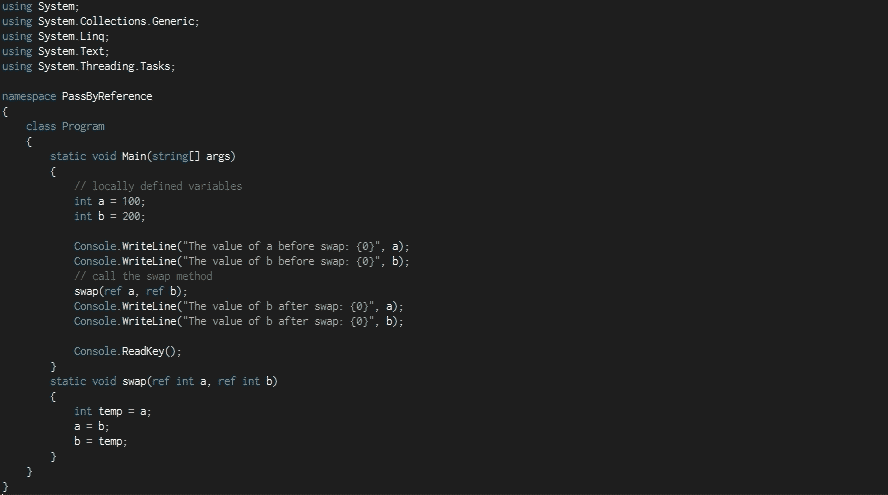 using System;
using System.Collections.Generic;
using System.Linq;
using System.Text;
using System.Threading.Tasks;

namespace PassByReference
{
    class Program
    {
        static void Main(string[] args)
        {
            // locally defined variables
            int a = 100;
            int b = 200;

            Console.WriteLine("The value of a before swap: {0}", a);
            Console.WriteLine("The value of b before swap: {0}", b);
            // call the swap method
            swap(ref a, ref b);
            Console.WriteLine("The value of b after swap: {0}", a);
            Console.WriteLine("The value of b after swap: {0}", b);

            Console.ReadKey();
        }
        static void swap(ref int a, ref int b)
        {
            int temp = a;
            a = b;
            b = temp;
        }
    }
}